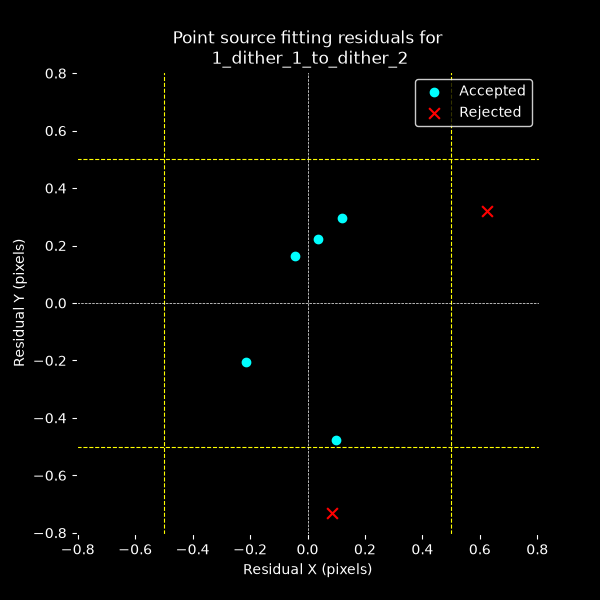 Point source fitting residuals for
1_dither_1_to_dither_2
Accepted
Rejected
Residual Y (pixels)
0.8
0.6
0.4
0.2
0.0
−0.2
−0.4
−0.6
−0.8
−0.8 −0.6 −0.4 −0.2 0.0 0.2 0.4 0.6 0.8
Residual X (pixels)